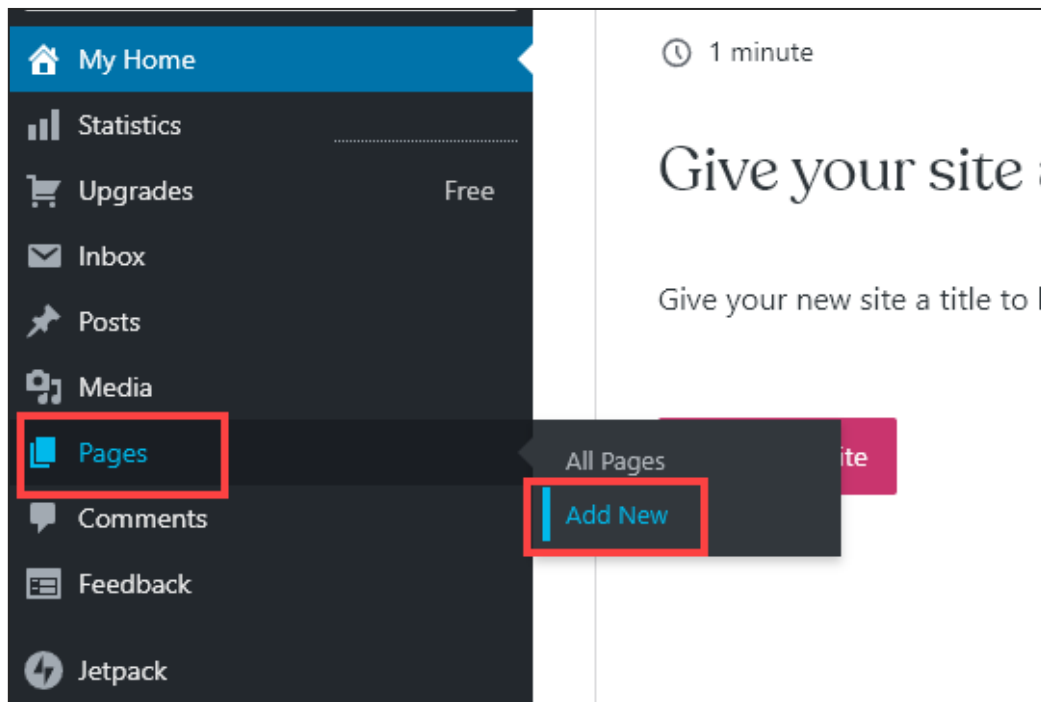 My Home
Statistics
Upgrades Free
Inbox
Posts
Media
Pages
Comments
Feedback
Jetpack
All Pages
Add New
1 minute
Give your site
Give your new site a title to